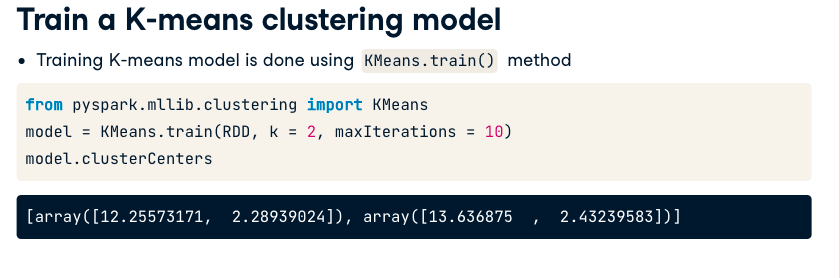 Train a K-means clustering model
• Training K-means model is done using KMeans.train() method
from pyspark.mllib.clustering import KMeans
model = KMeans.train(RDD, k = 2, maxIterations = 10)
model.clusterCenters
[array([12.25573171,  2.28939024]), array([13.636875  ,  2.43239583])]